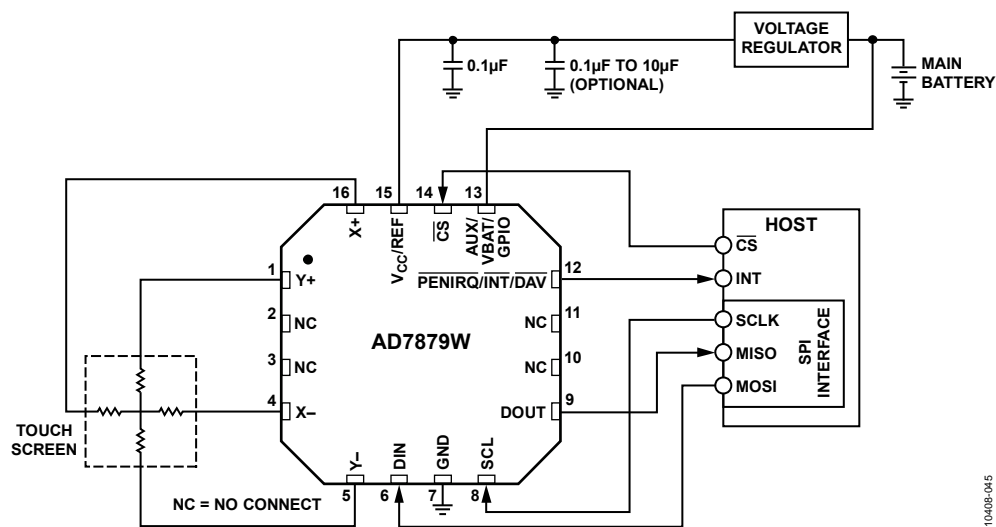 VOLTAGE
REGULATOR
0.1µF
0.1µF TO 10µF
(OPTIONAL)
MAIN
BATTERY
16
15
14
13
X+
VCC/REF
CS
AUX/
VBAT/
GPIO
HOST
CS
INT
SCLK
MISO
MOSI
SPI
INTERFACE
1
Y+
2
NC
3
NC
4
X–
PENIRQ/INT/DAV
12
NC
11
NC
10
DOUT
9
AD7879W
TOUCH
SCREEN
Y–
DIN
GND
SCL
5
6
7
8
NC = NO CONNECT
10408-045